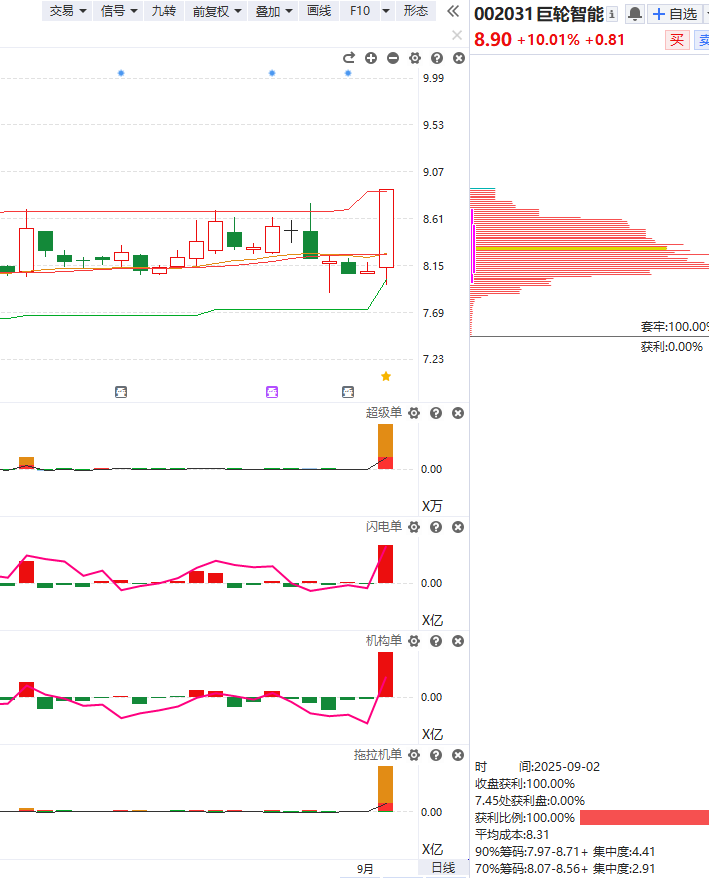 交易 信号 九转 前复权 叠加 画线 F10 形态
002031 巨轮智能 自选
8.90 +10.01% +0.81 买
9.99
9.53
9.07
8.61
8.15
7.69
7.23
套牢:100.00%
获利:0.00%
超级单
0.00
X万
闪电单
0.00
X亿
机构单
0.00
X亿
拖拉机单
0.00
X亿
9月 日线
时 间:2025-09-02
收盘获利:100.00%
7.45处获利盘:0.00%
获利比例:100.00%
平均成本:8.31
90%筹码:7.97-8.71+ 集中度:4.41
70%筹码:8.07-8.56+ 集中度:2.91